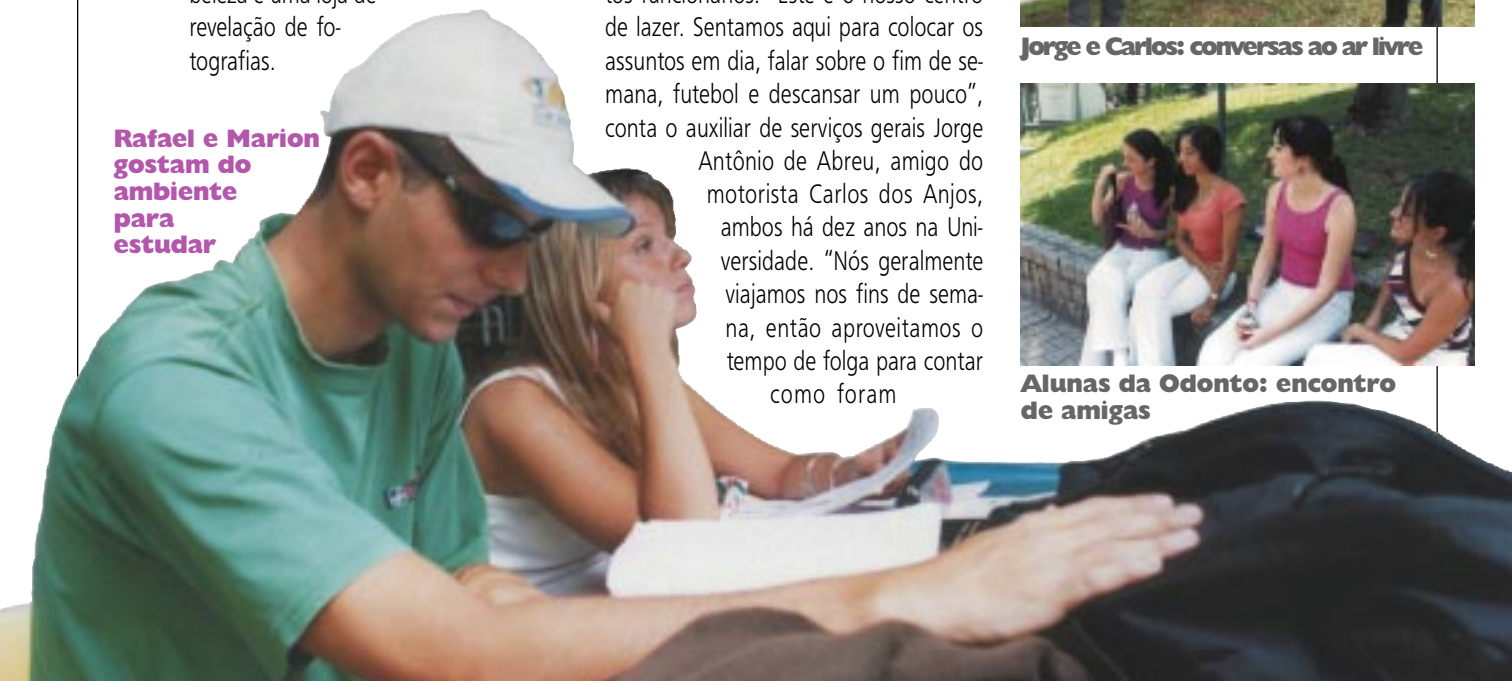 beleza e uma loja de
revelação de fo-
tografias.
Rafael e Marion
gostam do
ambiente
para
estudar
tos funcionários. "Este é o nosso centro
de lazer. Sentamos aqui para colocar os
assuntos em dia, falar sobre o fim de se-
mana, futebol e descansar um pouco”,
conta o auxiliar de serviços gerais Jorge
Antônio de Abreu, amigo do
motorista Carlos dos Anjos,
ambos há dez anos na Uni-
versidade. “Nós geralmente
viajamos nos fins de sema-
na, então aproveitamos o
tempo de folga para contar
como foram
Jorge e Carlos: conversas ao ar livre
Alunas da Odonto: encontro
de amigas